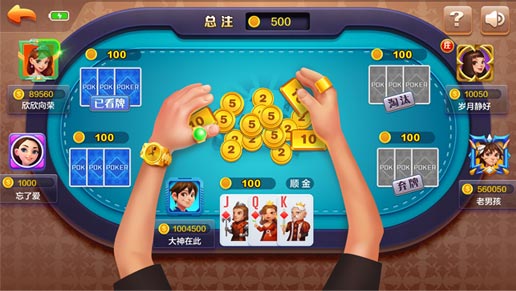 总注 500
?
庄
89560
欣欣向荣
100
POK POK POKER
已看牌
100
POK POK POKER
淘汰
岁月静好
1000
忘了爱
100
POK POK POKER
100
POK POK POKER
弃牌
560050
老男孩
5 2
5 5 2
5 5 5
2 2
10
10
1004500
大神在此
100 顺金
J Q K